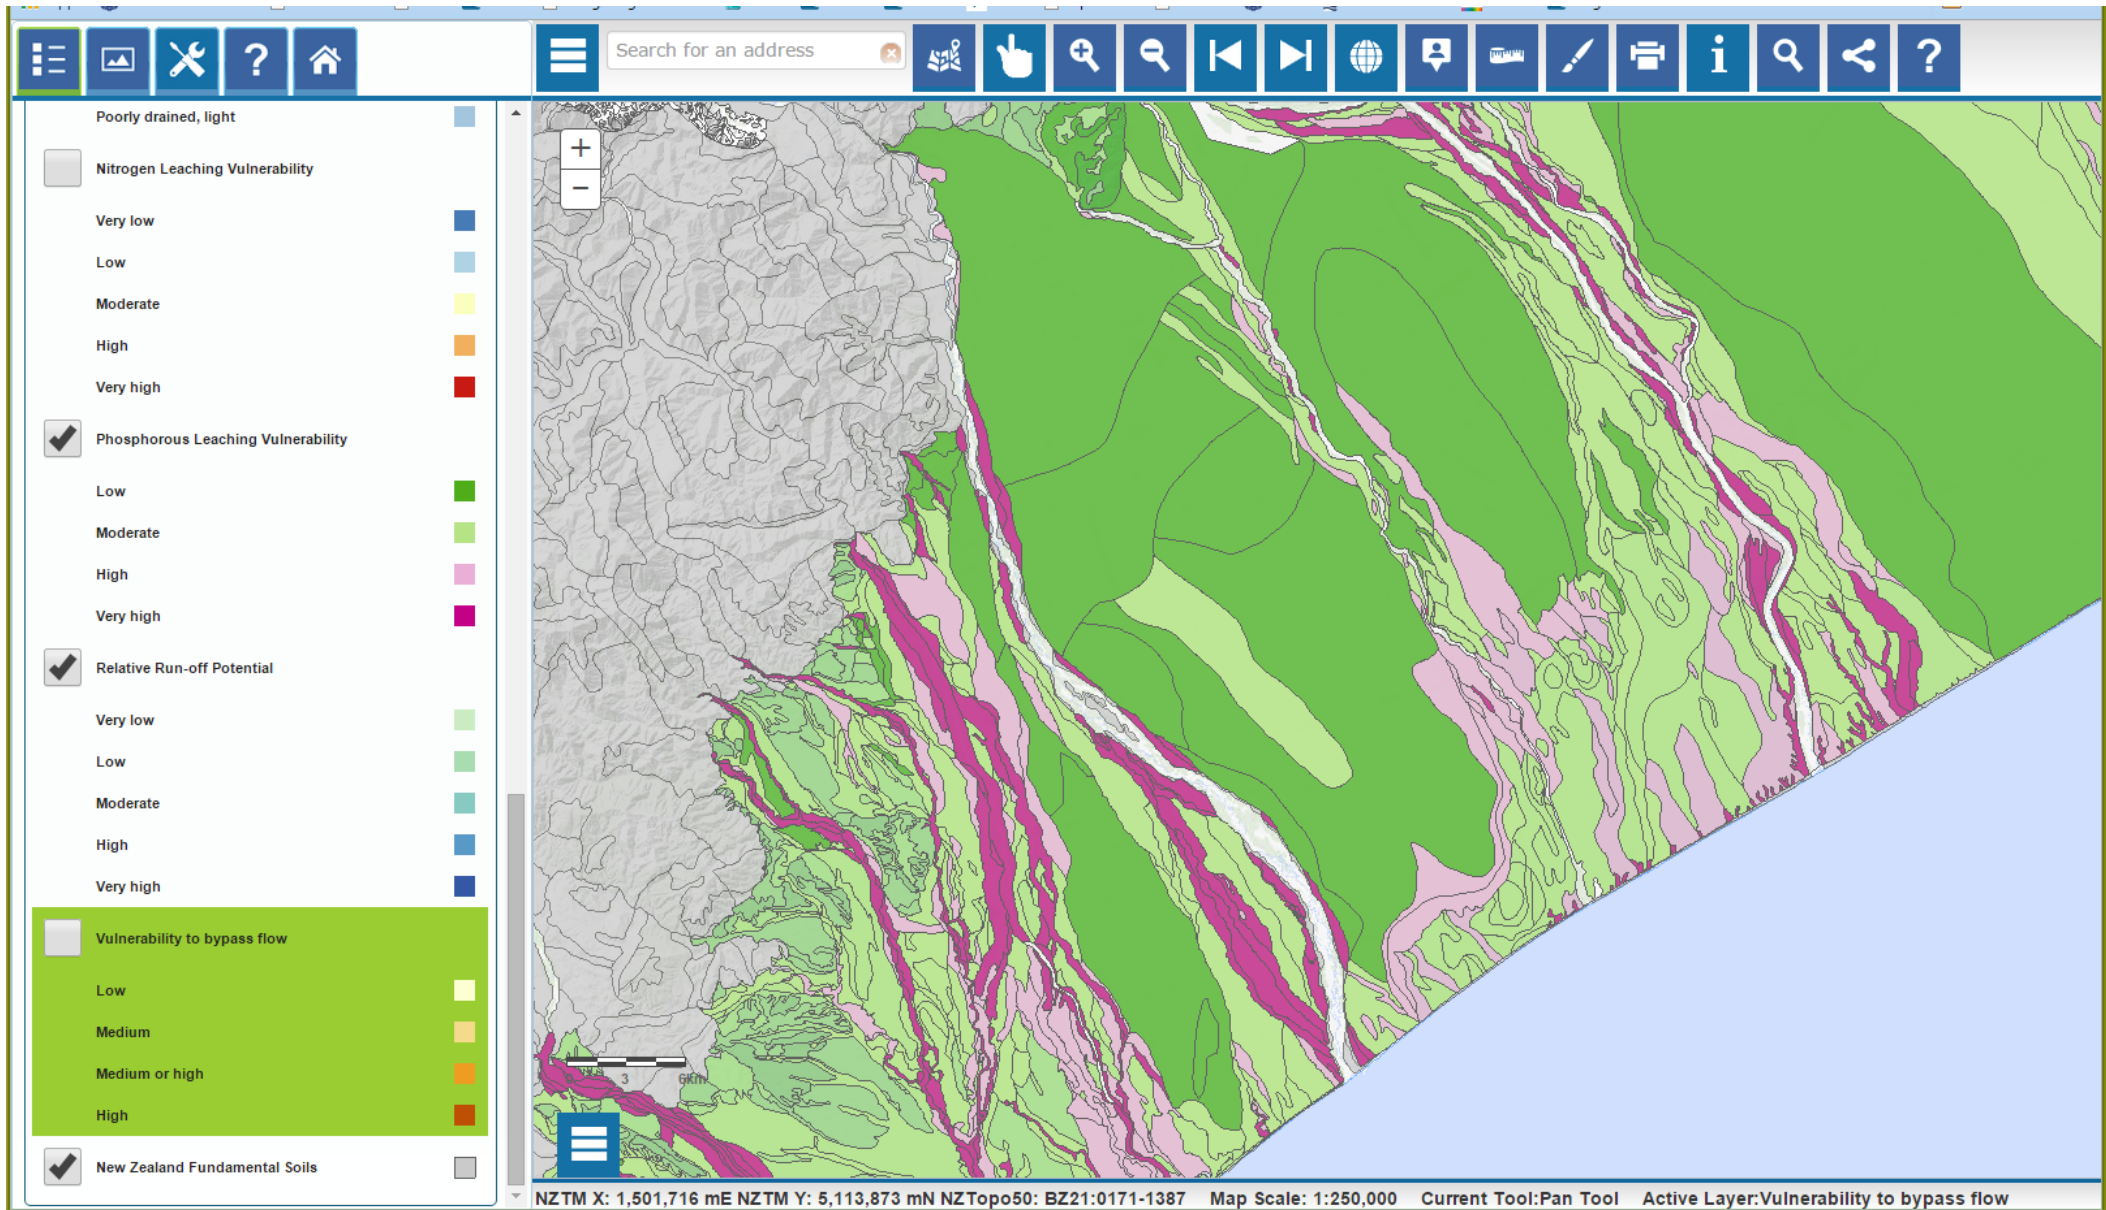 Search for an address
Poorly drained, light
Nitrogen Leaching Vulnerability
Very low
Low
Moderate
High
Very high
Phosphorous Leaching Vulnerability
Low
Moderate
High
Very high
Relative Run-off Potential
Very low
Low
Moderate
High
Very high
Vulnerability to bypass flow
Low
Medium
Medium or high
High
New Zealand Fundamental Soils
3 6km
NZTM X: 1,501,716 mE NZTM Y: 5,113,873 mN NZTopo50: BZ21:0171-1387 Map Scale: 1:250,000 Current Tool:Pan Tool Active Layer:Vulnerability to bypass flow